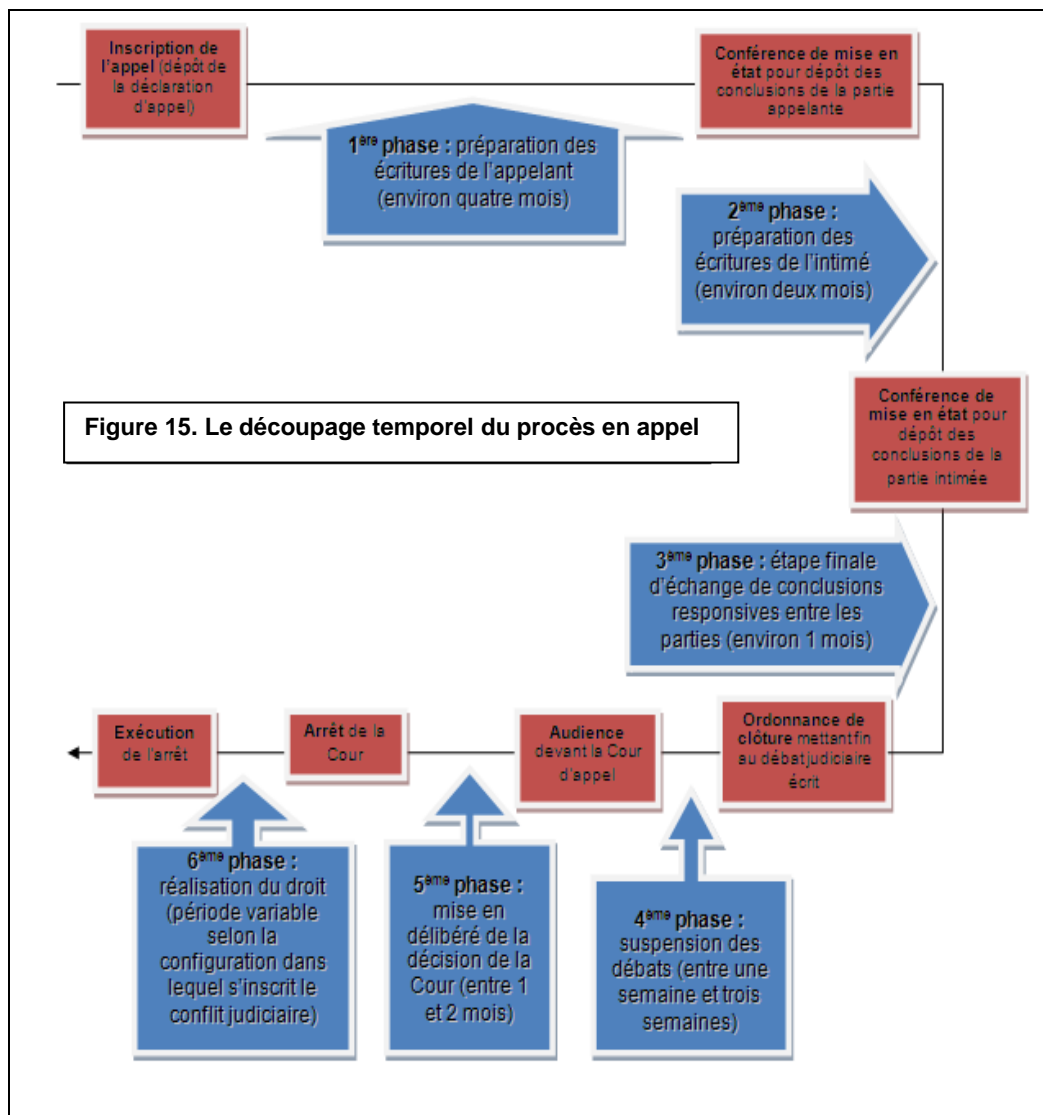 Inscription de
l'appel (dépôt de
la déclaration
d'appel)
Conférence de mise en
état pour dépôt des
conclusions de la partie
appelante
1ère phase : préparation des
écritures de l'appelant
(environ quatre mois)
2ème phase :
préparation des
écritures de l'intimé
(environ deux mois)
Conférence de
mise en état pour
dépôt des
conclusions de la
partie intimée
Figure 15. Le découpage temporel du procès en appel
3ème phase : étape finale
d'échange de conclusions
responsives entre les
parties (environ 1 mois)
Ordonnance de
clôture mettant fin
au débat judiciaire
écrit
Audience
devant la Cour
d'appel
Arrêt de la
Cour
Exécution
de l'arrêt
4ème phase :
suspension des
débats (entre une
semaine et trois
semaines)
5ème phase :
mise en
délibéré de la
décision de la
Cour (entre 1
et 2 mois)
6ème phase :
réalisation du droit
(période variable
selon la
configuration dans
lequel s'inscrit le
conflit judiciaire)